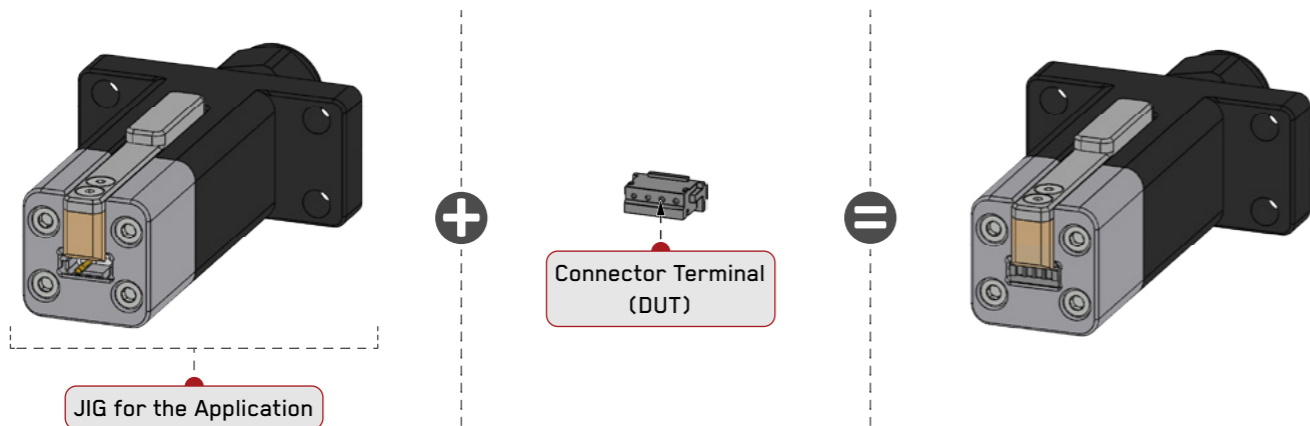 +
=
Connector Terminal
(DUT)
JIG for the Application